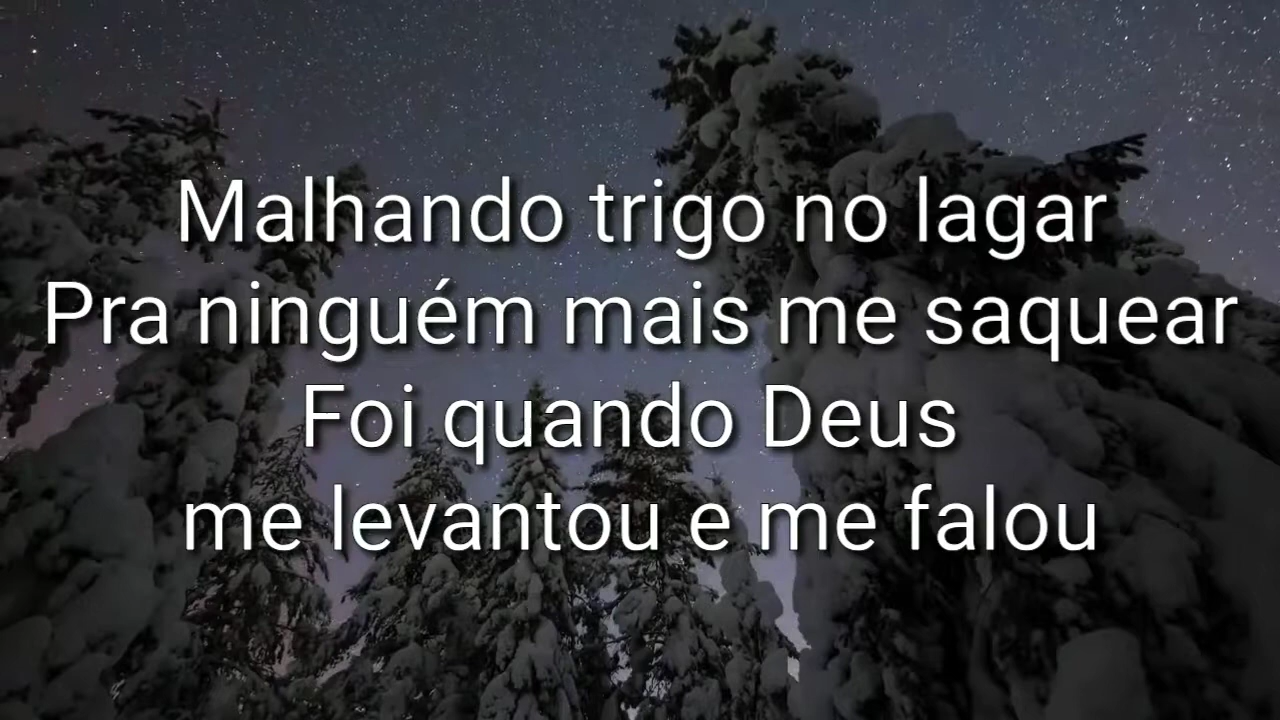 Malhando trigo no lagar
Pra ninguém mais me saquear
Foi quando Deus
me levantou e me falou